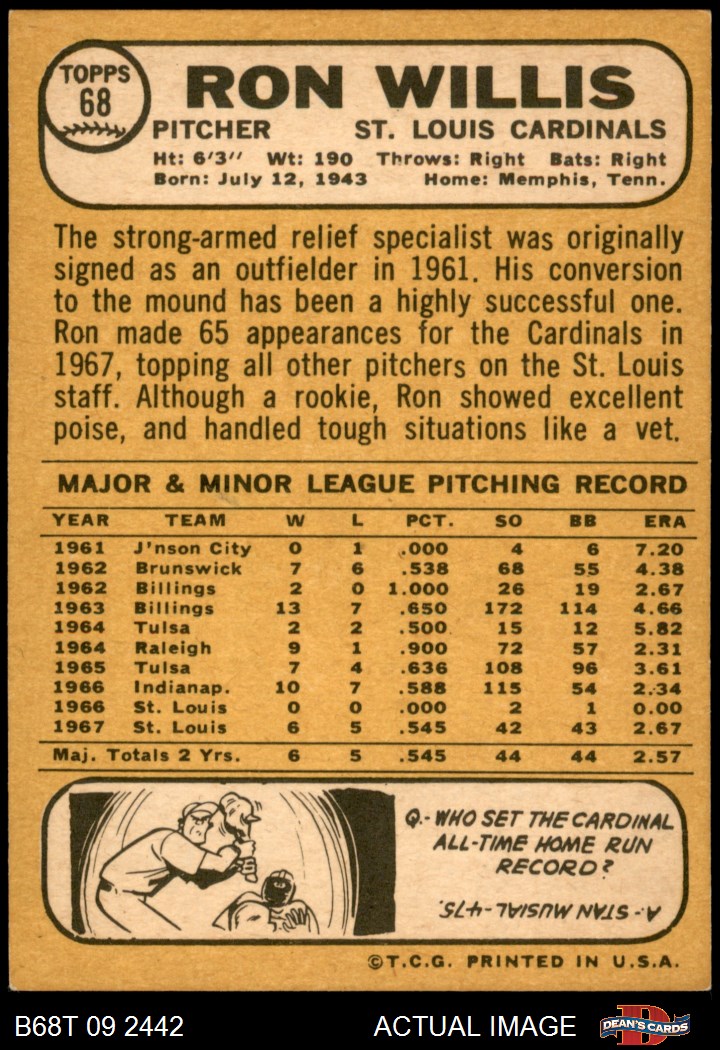 TOPPS
68
RON WILLIS
PITCHER ST. LOUIS CARDINALS
Ht: 6'3" Wt: 190 Throws: Right Bats: Right
Born: July 12, 1943 Home: Memphis, Tenn.
The strong-armed relief specialist was originally
signed as an outfielder in 1961. His conversion
to the mound has been a highly successful one.
Ron made 65 appearances for the Cardinals in
1967, topping all other pitchers on the St. Louis
staff. Although a rookie, Ron showed excellent
poise, and handled tough situations like a vet.
MAJOR & MINOR LEAGUE PITCHING RECORD
YEAR TEAM W L PCT. SO BB ERA
1961 J'nson City 0 1 .000 4 6 7.20
1962 Brunswick 7 6 .538 68 55 4.38
1962 Billings 2 0 1.000 26 19 2.67
1963 Billings 13 7 .650 172 114 4.66
1964 Tulsa 2 2 .500 15 12 5.82
1964 Raleigh 9 1 .900 72 57 2.31
1965 Tulsa 7 4 .636 108 96 3.61
1966 Indianap. 10 7 .588 115 54 2.34
1966 St. Louis 0 0 .000 2 1 0.00
1967 St. Louis 6 5 .545 42 43 2.67
Maj. Totals 2 Yrs. 6 5 .545 44 44 2.57
Q.- WHO SET THE CARDINAL
ALL-TIME HOME RUN
RECORD?
A.- STAN MUSIAL-475.
©T.C.G. PRINTED IN U.S.A.
B68T 09 2442 ACTUAL IMAGE D DEAN'S CARDS